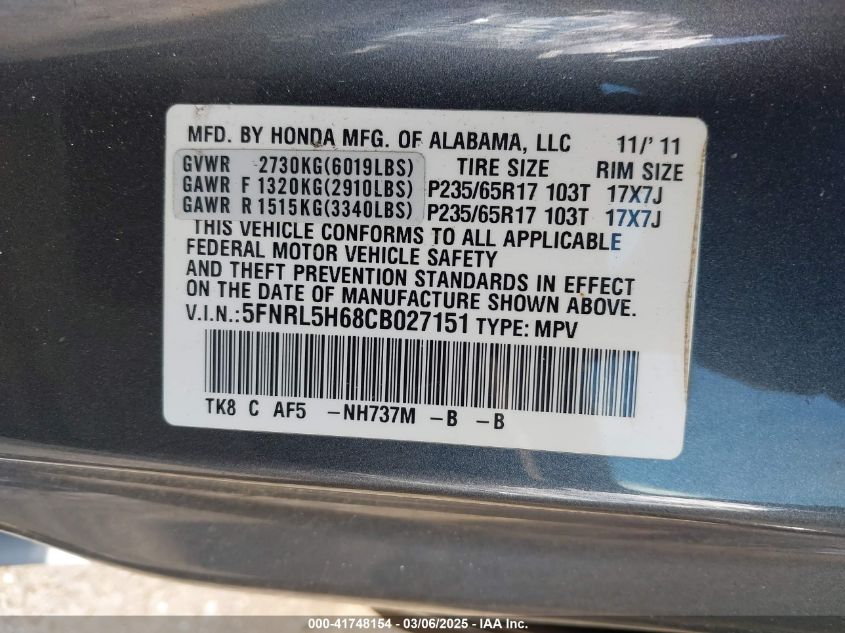 MFD. BY HONDA MFG. OF ALABAMA, LLC 11/'11
GVWR 2730KG(6019LBS) TIRE SIZE RIM SIZE
GAWR F 1320KG(2910LBS) P235/65R17 103T 17X7J
GAWR R 1515KG(3340LBS) P235/65R17 103T 17X7J
THIS VEHICLE CONFORMS TO ALL APPLICABLE
FEDERAL MOTOR VEHICLE SAFETY
AND THEFT PREVENTION STANDARDS IN EFFECT
ON THE DATE OF MANUFACTURE SHOWN ABOVE.
V.I.N.:5FNRL5H68CB027151 TYPE: MPV
TK8 C AF5 -NH737M -B -B
000-41748154 - 03/06/2025 - IAA Inc.